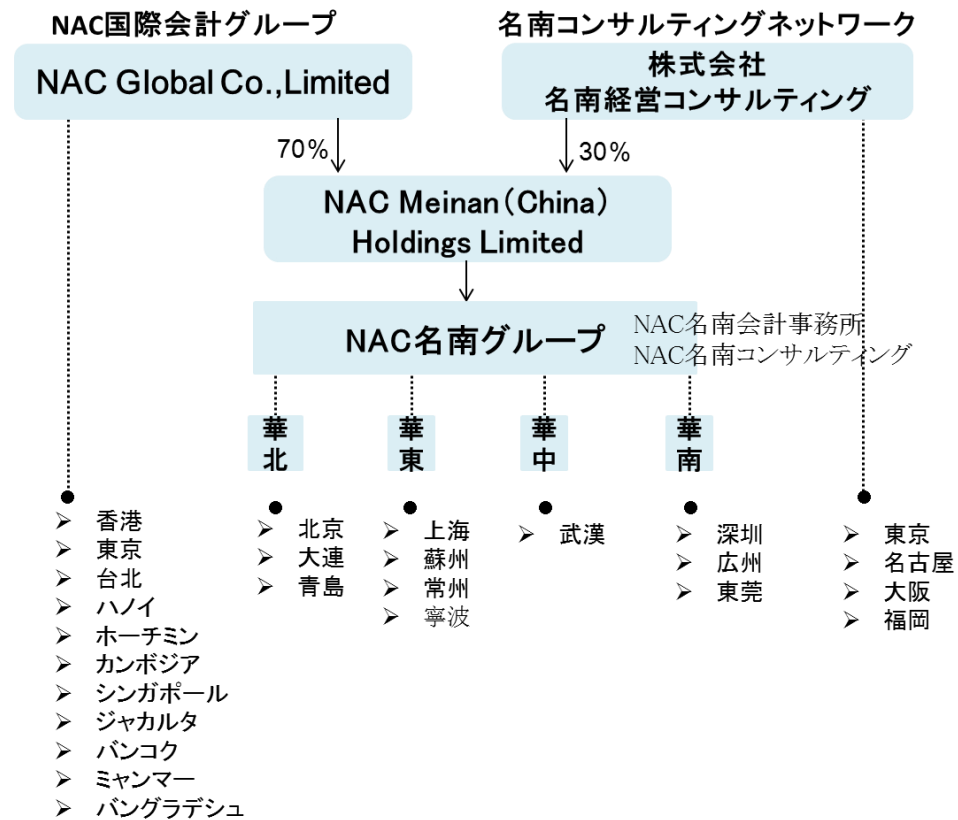 NAC国際会計グループ
名南コンサルティングネットワーク
NAC Global Co.,Limited
株式会社
名南経営コンサルティング
70%
30%
NAC Meinan(China)
Holdings Limited
NAC名南グループ
NAC名南会計事務所
NAC名南コンサルティング
華北
華東
華中
華南
➢ 香港
➢ 東京
➢ 台北
➢ ハノイ
➢ ホーチミン
➢ カンボジア
➢ シンガポール
➢ ジャカルタ
➢ バンコク
➢ ミャンマー
➢ バングラデシュ
➢ 北京
➢ 大連
➢ 青島
➢ 上海
➢ 蘇州
➢ 常州
➢ 寧波
➢ 武漢
➢ 深圳
➢ 広州
➢ 東莞
➢ 東京
➢ 名古屋
➢ 大阪
➢ 福岡